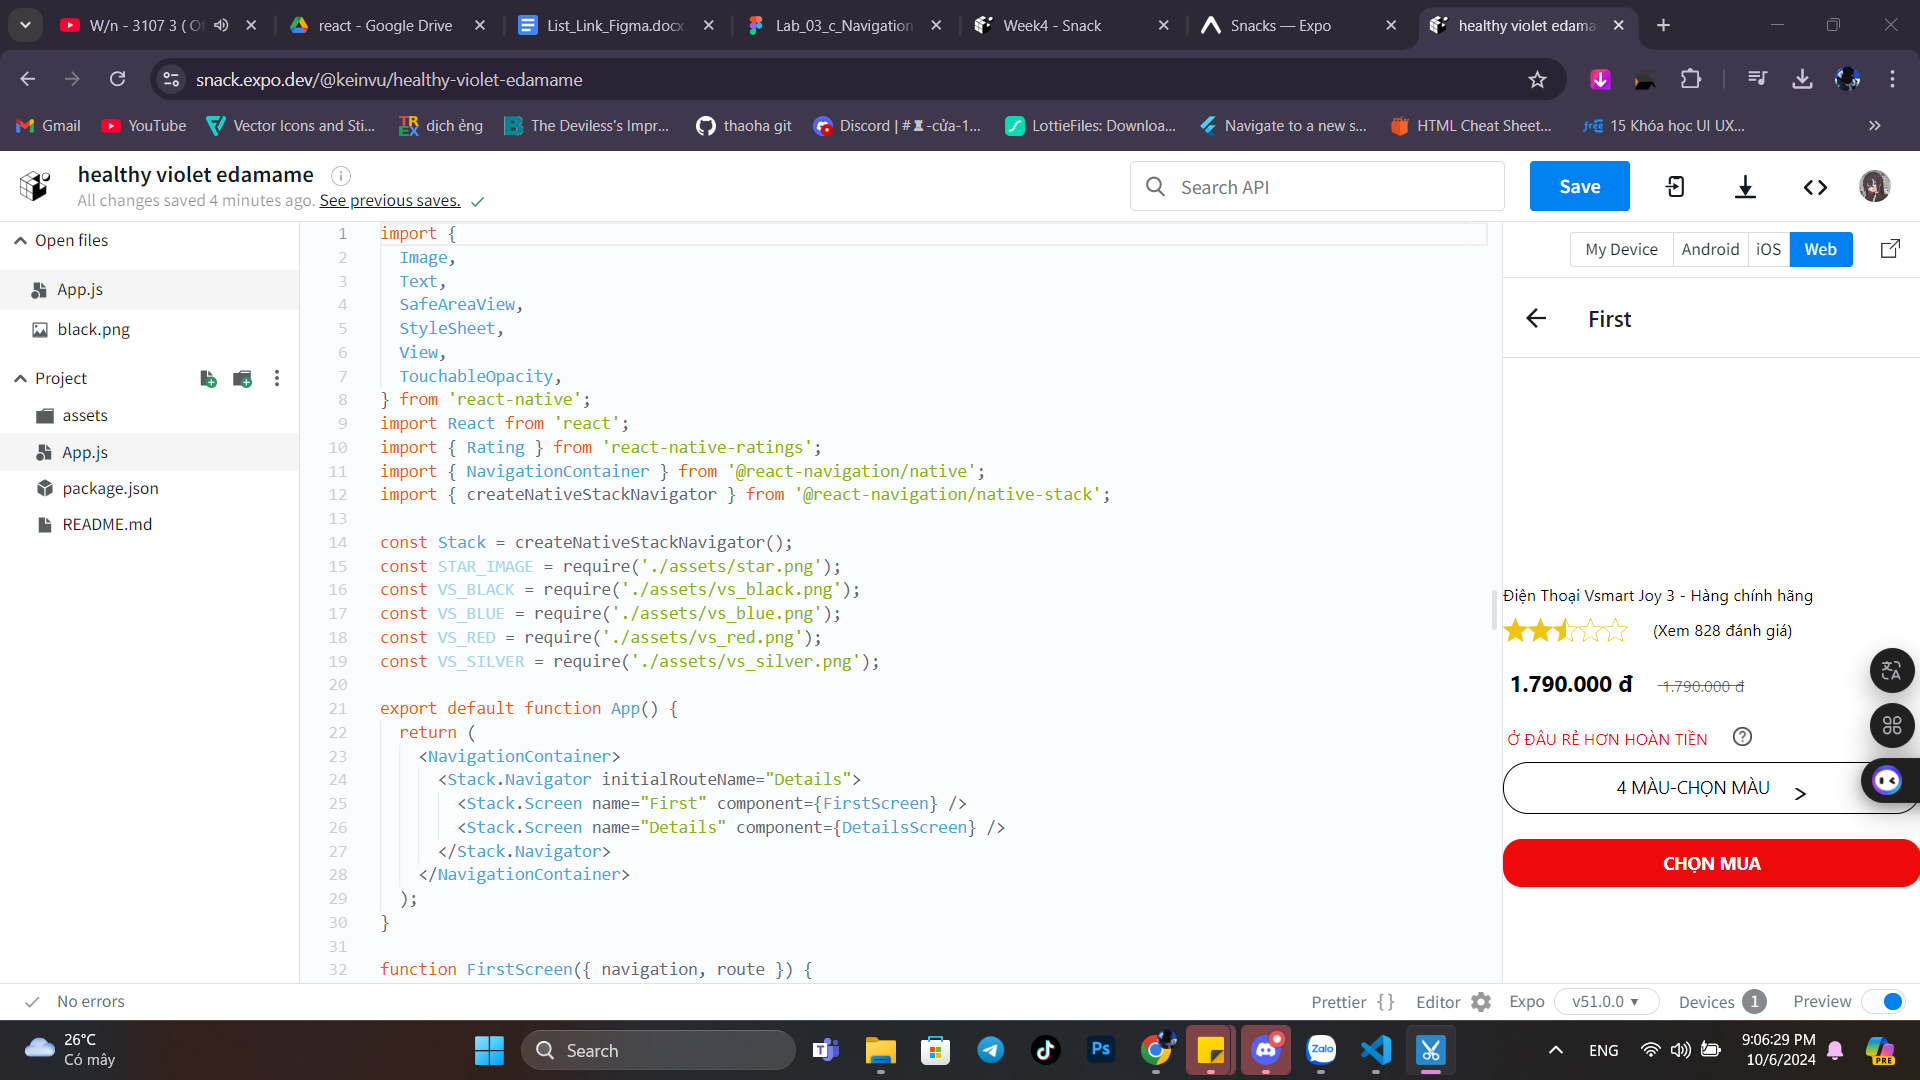 W/n - 3107 3 ( Of
react - Google Drive
List_Link_Figma.docx
Lab_03_c_Navigation
Week4 - Snack
Snacks — Expo
healthy violet edama
snack.expo.dev/@keinvu/healthy-violet-edamame
Gmail
YouTube
Vector Icons and Sti...
dịch ẻng
The Deviless's Impr...
thaoha git
Discord | #♜-cửa-1...
LottieFiles: Downloa...
Navigate to a new s...
HTML Cheat Sheet...
15 Khóa học UI UX...
healthy violet edamame
All changes saved 4 minutes ago. See previous saves.
Search API
Save
Open files
App.js
black.png
Project
assets
App.js
package.json
README.md
1 import {
2 Image,
3 Text,
4 SafeAreaView,
5 StyleSheet,
6 View,
7 TouchableOpacity,
8 } from 'react-native';
9 import React from 'react';
10 import { Rating } from 'react-native-ratings';
11 import { NavigationContainer } from '@react-navigation/native';
12 import { createNativeStackNavigator } from '@react-navigation/native-stack';
13
14 const Stack = createNativeStackNavigator();
15 const STAR_IMAGE = require('./assets/star.png');
16 const VS_BLACK = require('./assets/vs_black.png');
17 const VS_BLUE = require('./assets/vs_blue.png');
18 const VS_RED = require('./assets/vs_red.png');
19 const VS_SILVER = require('./assets/vs_silver.png');
20
21 export default function App() {
22 return (
23 <NavigationContainer>
24 <Stack.Navigator initialRouteName="Details">
25 <Stack.Screen name="First" component={FirstScreen} />
26 <Stack.Screen name="Details" component={DetailsScreen} />
27 </Stack.Navigator>
28 </NavigationContainer>
29 );
30 }
31
32 function FirstScreen({ navigation, route }) {
My Device
Android
iOS
Web
First
Điện Thoại Vsmart Joy 3 - Hàng chính hãng
(Xem 828 đánh giá)
1.790.000 đ
1.790.000 đ
Ở ĐÂU RẺ HƠN HOÀN TIỀN
4 MÀU-CHỌN MÀU >
CHỌN MUA
No errors
Prettier { }
Editor
Expo
v51.0.0
Devices 1
Preview
26°C
Có mây
Search
Ps
Zalo
ENG
9:06:29 PM
10/6/2024
PRE